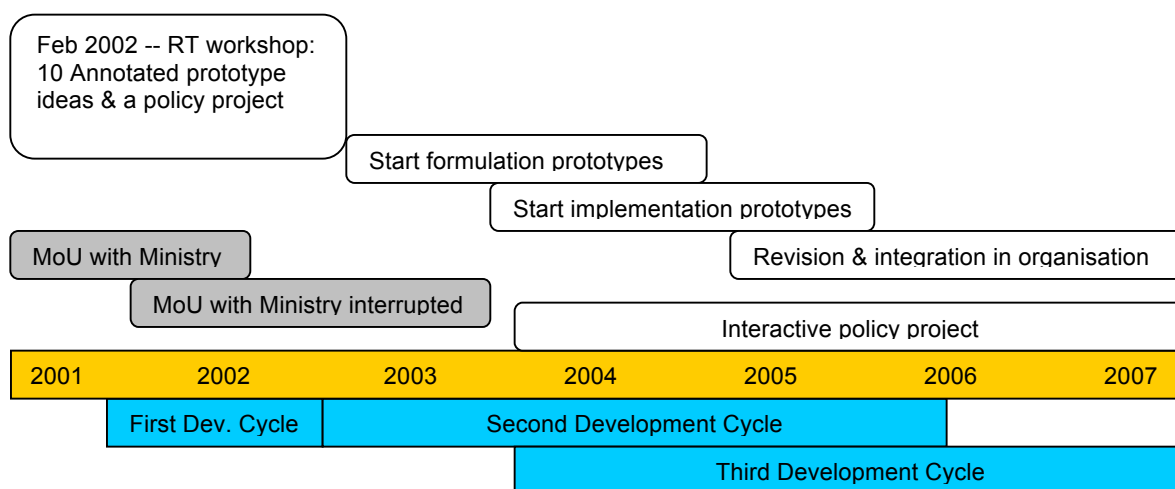 Feb 2002 -- RT workshop:
10 Annotated prototype
ideas & a policy project
Start formulation prototypes
Start implementation prototypes
MoU with Ministry
Revision & integration in organisation
MoU with Ministry interrupted
Interactive policy project
2001 2002 2003 2004 2005 2006 2007
First Dev. Cycle
Second Development Cycle
Third Development Cycle